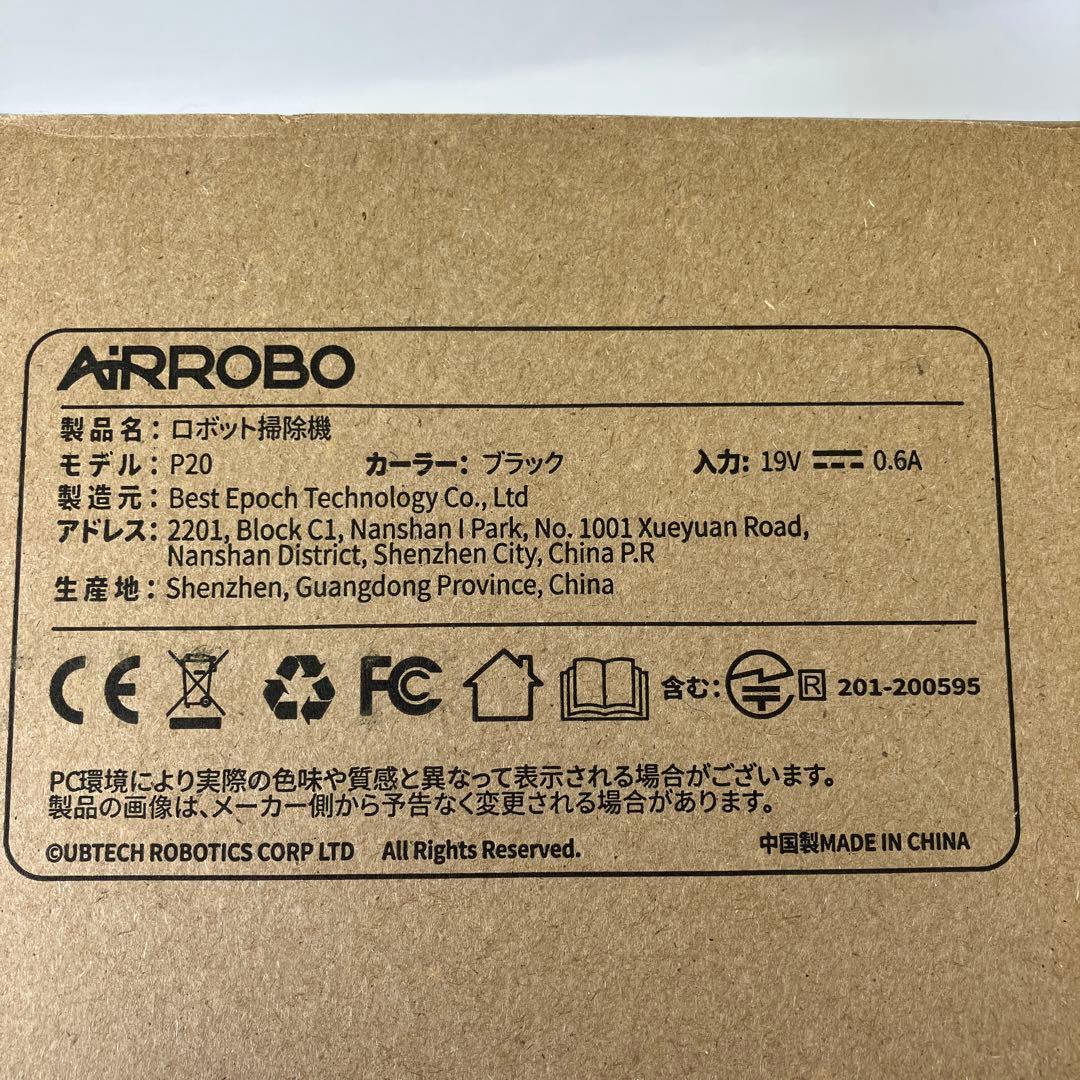 AiRROBO
製品名：ロボット掃除機
モデル：P20 カーラー：ブラック 入力: 19V 0.6A
製造元：Best Epoch Technology Co., Ltd
アドレス：2201, Block C1, Nanshan I Park, No. 1001 Xueyuan Road,
Nanshan District, Shenzhen City, China P.R
生産地：Shenzhen, Guangdong Province, China
CE FC 含む: R 201-200595
PC環境により実際の色味や質感と異なって表示される場合がございます。
製品の画像は、メーカー側から予告なく変更される場合があります。
©UBTECH ROBOTICS CORP LTD All Rights Reserved. 中国製MADE IN CHINA